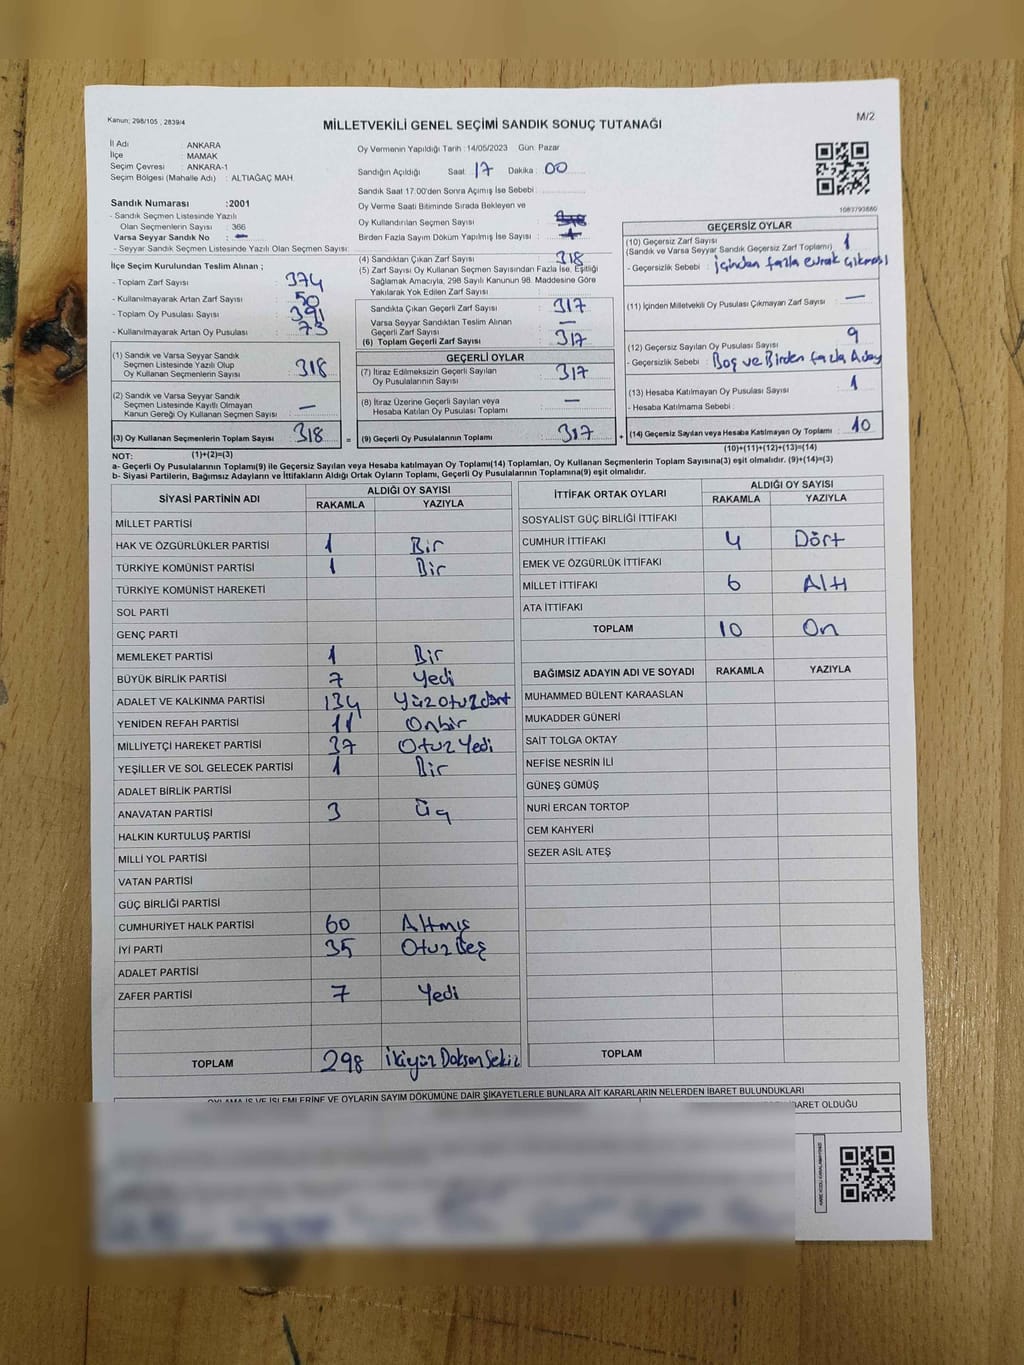 Kanun; 298/105 , 2839/4
M/2
MİLLETVEKİLİ GENEL SEÇİMİ SANDIK SONUÇ TUTANAĞI
İl Adı ANKARA
İlçe MAMAK
Seçim Çevresi : ANKARA-1
Seçim Bölgesi (Mahalle Adı) : ALTIAĞAÇ MAH.
Oy Vermenin Yapıldığı Tarih :14/05/2023 Gün: Pazar
Sandığın Açıldığı Saat: 17 Dakika: 00
Sandık Saat 17.00'den Sonra Açımış İse Sebebi :
Sandık Numarası :2001
- Sandık Seçmen Listesinde Yazılı
Olan Seçmenlerin Sayısı : 366
Varsa Seyyar Sandık No : –
- Seyyar Sandık Seçmen Listesinde Yazılı Olan Seçmen Sayısı:
Oy Verme Saati Bitiminde Sırada Bekleyen ve
Oy Kullandırılan Seçmen Sayısı :
Birden Fazla Sayım Döküm Yapılmış İse Sayısı :
1083793880
İlçe Seçim Kurulundan Teslim Alınan ;
- Toplam Zarf Sayısı : 374
- Kullanılmayarak Artan Zarf Sayısı : 50
- Toplam Oy Pusulası Sayısı : 391
- Kullanılmayarak Artan Oy Pusulası : 73
(1) Sandık ve Varsa Seyyar Sandık
Seçmen Listesinde Yazılı Olup
Oy Kullanan Seçmenlerin Sayısı : 318
(2) Sandık ve Varsa Seyyar Sandık
Seçmen Listesinde Kayıtlı Olmayan
Kanun Gereği Oy Kullanan Seçmen Sayısı : –
(3) Oy Kullanan Seçmenlerin Toplam Sayısı : 318
(4) Sandıktan Çıkan Zarf Sayısı : 318
(5) Zarf Sayısı Oy Kullanan Seçmen Sayısından Fazla İse, Eşitliği
Sağlamak Amacıyla, 298 Sayılı Kanunun 98. Maddesine Göre
Yakılarak Yok Edilen Zarf Sayısı :
Sandıkta Çıkan Geçerli Zarf Sayısı : 317
Varsa Seyyar Sandıktan Teslim Alınan
Geçerli Zarf Sayısı : –
(6) Toplam Geçerli Zarf Sayısı : 317
GEÇERLİ OYLAR
(7) İtiraz Edilmeksizin Geçerli Sayılan
Oy Pusulalarının Sayısı : 317
(8) İtiraz Üzerine Geçerli Sayılan veya
Hesaba Katılan Oy Pusulası Toplamı : –
= (9) Geçerli Oy Pusulalarının Toplamı : 317
GEÇERSİZ OYLAR
(10) Geçersiz Zarf Sayısı
(Sandık ve Varsa Seyyar Sandık Geçersiz Zarf Toplamı) : 1
- Geçersizlik Sebebi : içinden fazla evrak çıkması
(11) İçinden Milletvekili Oy Pusulası Çıkmayan Zarf Sayısı : –
(12) Geçersiz Sayılan Oy Pusulası Sayısı : 9
- Geçersizlik Sebebi : Boş ve Birden fazla Aday
(13) Hesaba Katılmayan Oy Pusulası Sayısı : 1
- Hesaba Katılmama Sebebi :
+ (14) Geçersiz Sayılan veya Hesaba Katılmayan Oy Toplamı : 10
NOT: (1)+(2)=(3) (10)+(11)+(12)+(13)=(14)
a- Geçerli Oy Pusulalarının Toplamı(9) ile Geçersiz Sayılan veya Hesaba katılmayan Oy Toplamı(14) Toplamları, Oy Kullanan Seçmenlerin Toplam Sayısına(3) eşit olmalıdır. (9)+(14)=(3)
b- Siyasi Partilerin, Bağımsız Adayların ve İttifakların Aldığı Ortak Oyların Toplamı, Geçerli Oy Pusulalarının Toplamına(9) eşit olmalıdır.
SİYASİ PARTİNİN ADI ALDIĞI OY SAYISI
RAKAMLA YAZIYLA
MİLLET PARTİSİ
HAK VE ÖZGÜRLÜKLER PARTİSİ 1 Bir
TÜRKİYE KOMÜNİST PARTİSİ 1 Bir
TÜRKİYE KOMÜNİST HAREKETİ
SOL PARTİ
GENÇ PARTİ
MEMLEKET PARTİSİ 1 Bir
BÜYÜK BİRLİK PARTİSİ 7 Yedi
ADALET VE KALKINMA PARTİSİ 134 Yüzotuzdört
YENİDEN REFAH PARTİSİ 11 Onbir
MİLLİYETÇİ HAREKET PARTİSİ 37 Otuz Yedi
YEŞİLLER VE SOL GELECEK PARTİSİ 1 Bir
ADALET BİRLİK PARTİSİ
ANAVATAN PARTİSİ 3 Üç
HALKIN KURTULUŞ PARTİSİ
MİLLİ YOL PARTİSİ
VATAN PARTİSİ
GÜÇ BİRLİĞİ PARTİSİ
CUMHURİYET HALK PARTİSİ 60 Altmış
İYİ PARTİ 35 Otuz Beş
ADALET PARTİSİ
ZAFER PARTİSİ 7 Yedi
TOPLAM 298 İkiyüz Doksan Sekiz
İTTİFAK ORTAK OYLARI ALDIĞI OY SAYISI
RAKAMLA YAZIYLA
SOSYALİST GÜÇ BİRLİĞİ İTTİFAKI
CUMHUR İTTİFAKI 4 Dört
EMEK VE ÖZGÜRLÜK İTTİFAKI
MİLLET İTTİFAKI 6 Altı
ATA İTTİFAKI
TOPLAM 10 On
BAĞIMSIZ ADAYIN ADI VE SOYADI RAKAMLA YAZIYLA
MUHAMMED BÜLENT KARAASLAN
MUKADDER GÜNERİ
SAİT TOLGA OKTAY
NEFİSE NESRİN İLİ
GÜNEŞ GÜMÜŞ
NURİ ERCAN TORTOP
CEM KAHYERİ
SEZER ASİL ATEŞ
TOPLAM
OYLAMA İŞ VE İŞLEMLERİNE VE OYLARIN SAYIM DÖKÜMÜNE DAİR ŞİKAYETLERLE BUNLARA AİT KARARLARIN NELERDEN İBARET BULUNDUKLARI
İBARET OLDUĞU